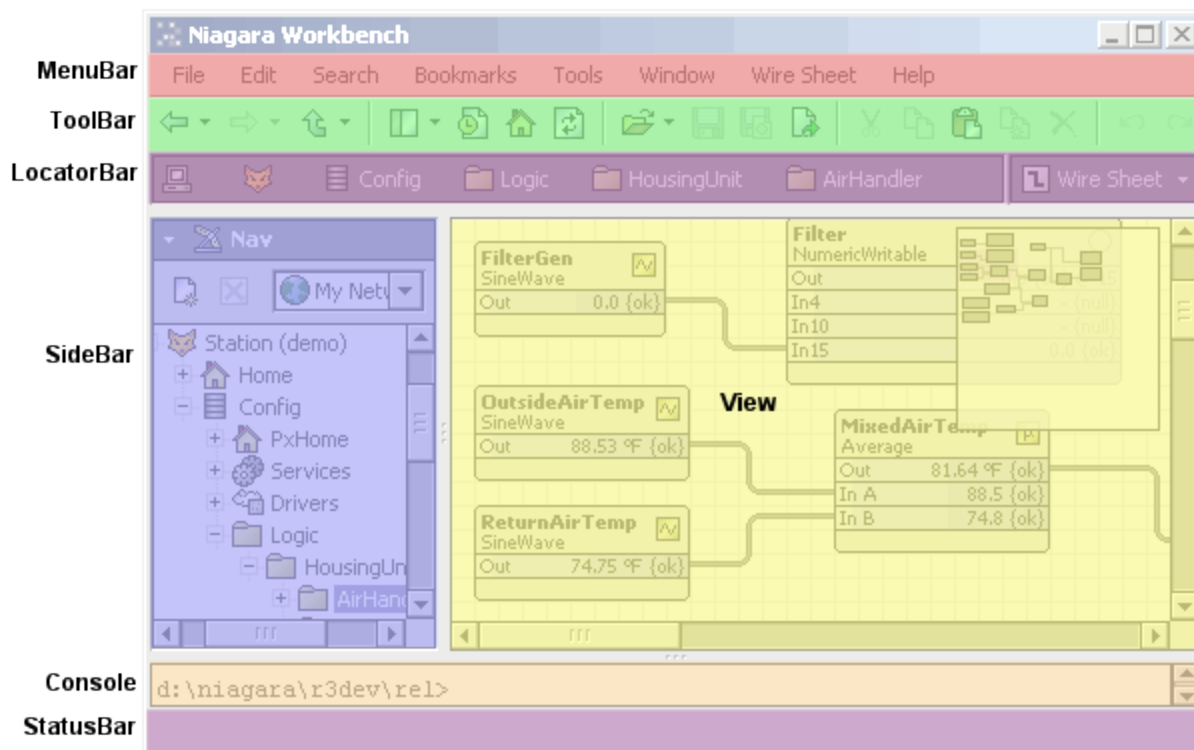 Niagara Workbench
MenuBar
File Edit Search Bookmarks Tools Window Wire Sheet Help
ToolBar
LocatorBar
Config Logic HousingUnit AirHandler Wire Sheet
SideBar
Nav
My Netw
Station (demo)
Home
Config
PxHome
Services
Drivers
Logic
HousingUn
AirHand
FilterGen
SineWave
Out 0.0 {ok}
Filter
NumericWritable
Out
In4
In10 - {null}
In15 0.0 {ok}
OutsideAirTemp
SineWave
Out 88.53 ºF {ok}
View
MixedAirTemp
Average
Out 81.64 ºF {ok}
In A 88.5 {ok}
In B 74.8 {ok}
ReturnAirTemp
SineWave
Out 74.75 ºF {ok}
Console
d:\niagara\r3dev\rel>
StatusBar